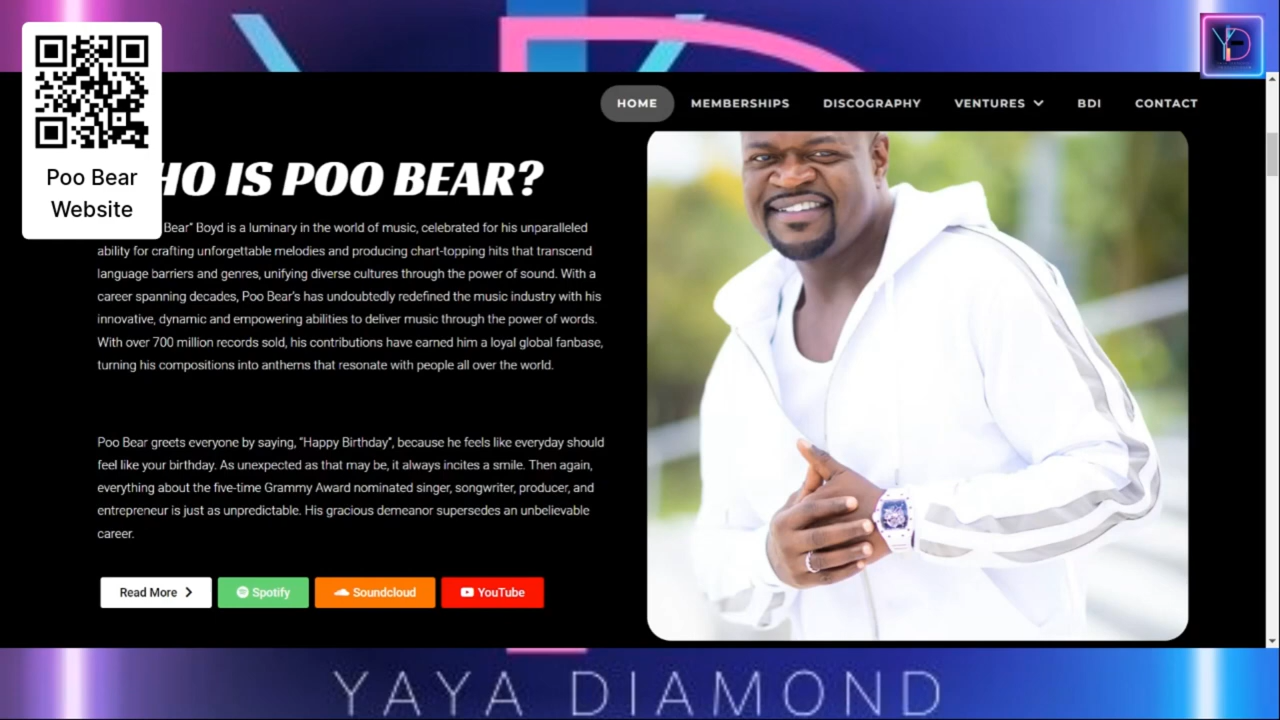 Poo Bear
Website
HOME
MEMBERSHIPS
DISCOGRAPHY
VENTURES
BDI
CONTACT
HO IS POO BEAR?
Bear" Boyd is a luminary in the world of music, celebrated for his unparalleled
ability for crafting unforgettable melodies and producing chart-topping hits that transcend
language barriers and genres, unifying diverse cultures through the power of sound. With a
career spanning decades, Poo Bear's has undoubtedly redefined the music industry with his
innovative, dynamic and empowering abilities to deliver music through the power of words.
With over 700 million records sold, his contributions have earned him a loyal global fanbase,
turning his compositions into anthems that resonate with people all over the world.
Poo Bear greets everyone by saying, “Happy Birthday”, because he feels like everyday should
feel like your birthday. As unexpected as that may be, it always incites a smile. Then again,
everything about the five-time Grammy Award nominated singer, songwriter, producer, and
entrepreneur is just as unpredictable. His gracious demeanor supersedes an unbelievable
career.
Read More
Spotify
Soundcloud
YouTube
YD
YAYA DIAMOND